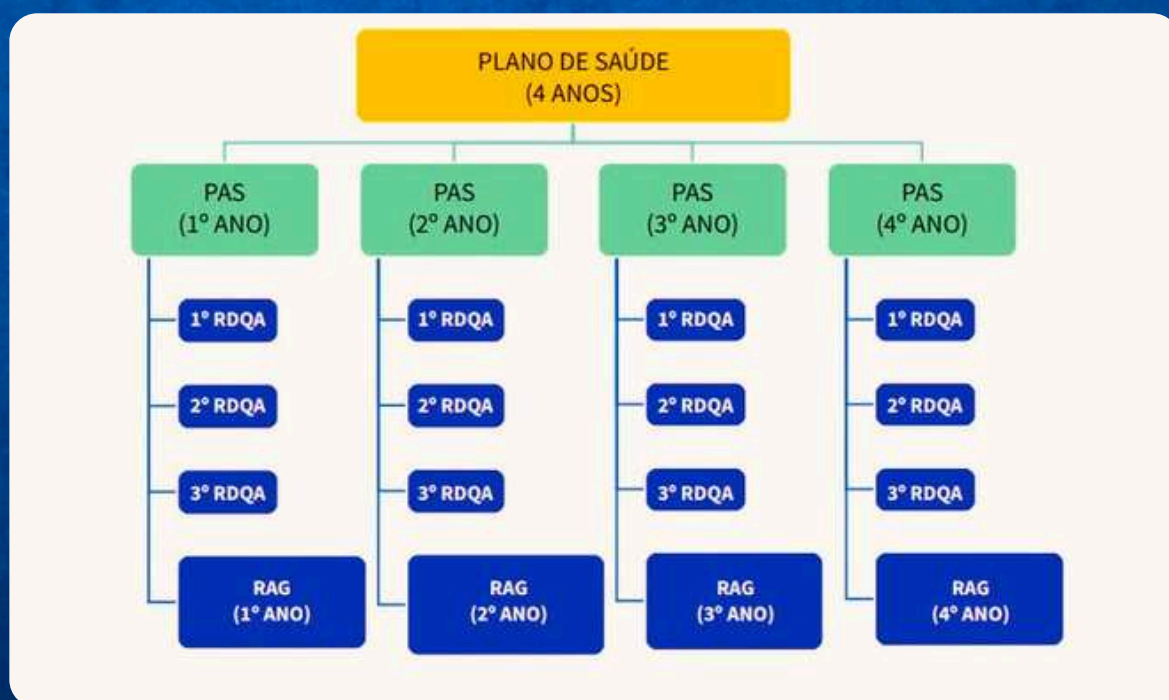 PLANO DE SAÚDE
(4 ANOS)
PAS
(1º ANO)
PAS
(2º ANO)
PAS
(3º ANO)
PAS
(4º ANO)
1º RDQA
1º RDQA
1º RDQA
1º RDQA
2º RDQA
2º RDQA
2º RDQA
2º RDQA
3º RDQA
3º RDQA
3º RDQA
3º RDQA
RAG
(1º ANO)
RAG
(2º ANO)
RAG
(3º ANO)
RAG
(4º ANO)